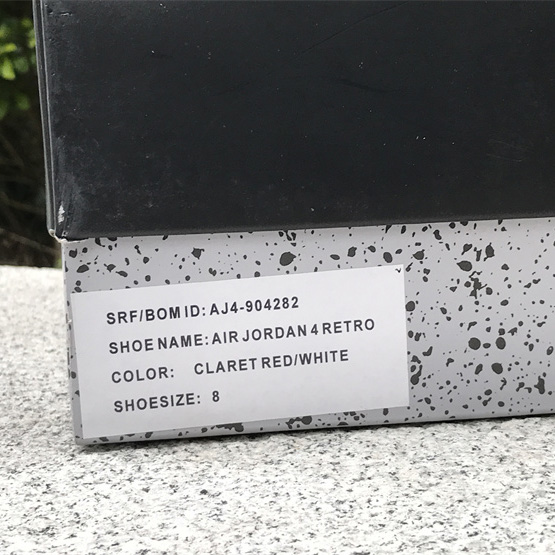 SRF/BOM ID: AJ4-904282
SHOE NAME: AIR JORDAN 4 RETRO
COLOR: CLARET RED/WHITE
SHOESIZE: 8